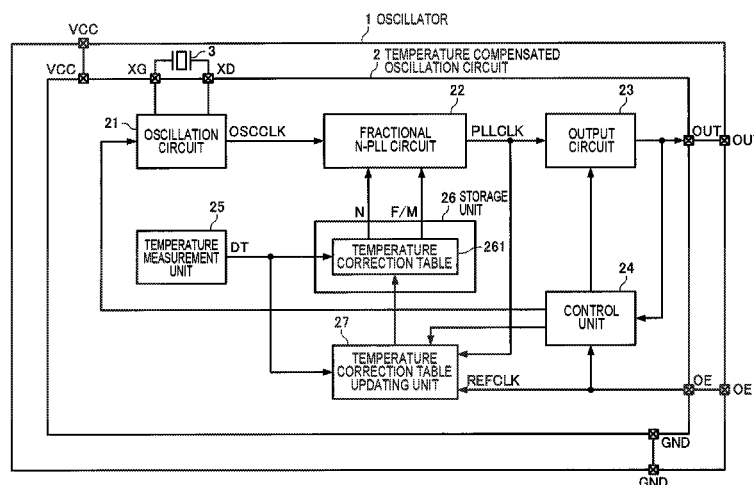 1 OSCILLATOR
VCC
2 TEMPERATURE COMPENSATED
OSCILLATION CIRCUIT
3
VCC
XG
XD
21
OSCILLATION
CIRCUIT
OSCCLK
22
FRACTIONAL
N-PLL CIRCUIT
PLLCLK
23
OUTPUT
CIRCUIT
OUT
OUT
N
F/M
26 STORAGE
UNIT
25
TEMPERATURE
MEASUREMENT
UNIT
DT
TEMPERATURE
CORRECTION TABLE
261
24
CONTROL
UNIT
27
TEMPERATURE
CORRECTION TABLE
UPDATING UNIT
REFCLK
OE
OE
GND
GND